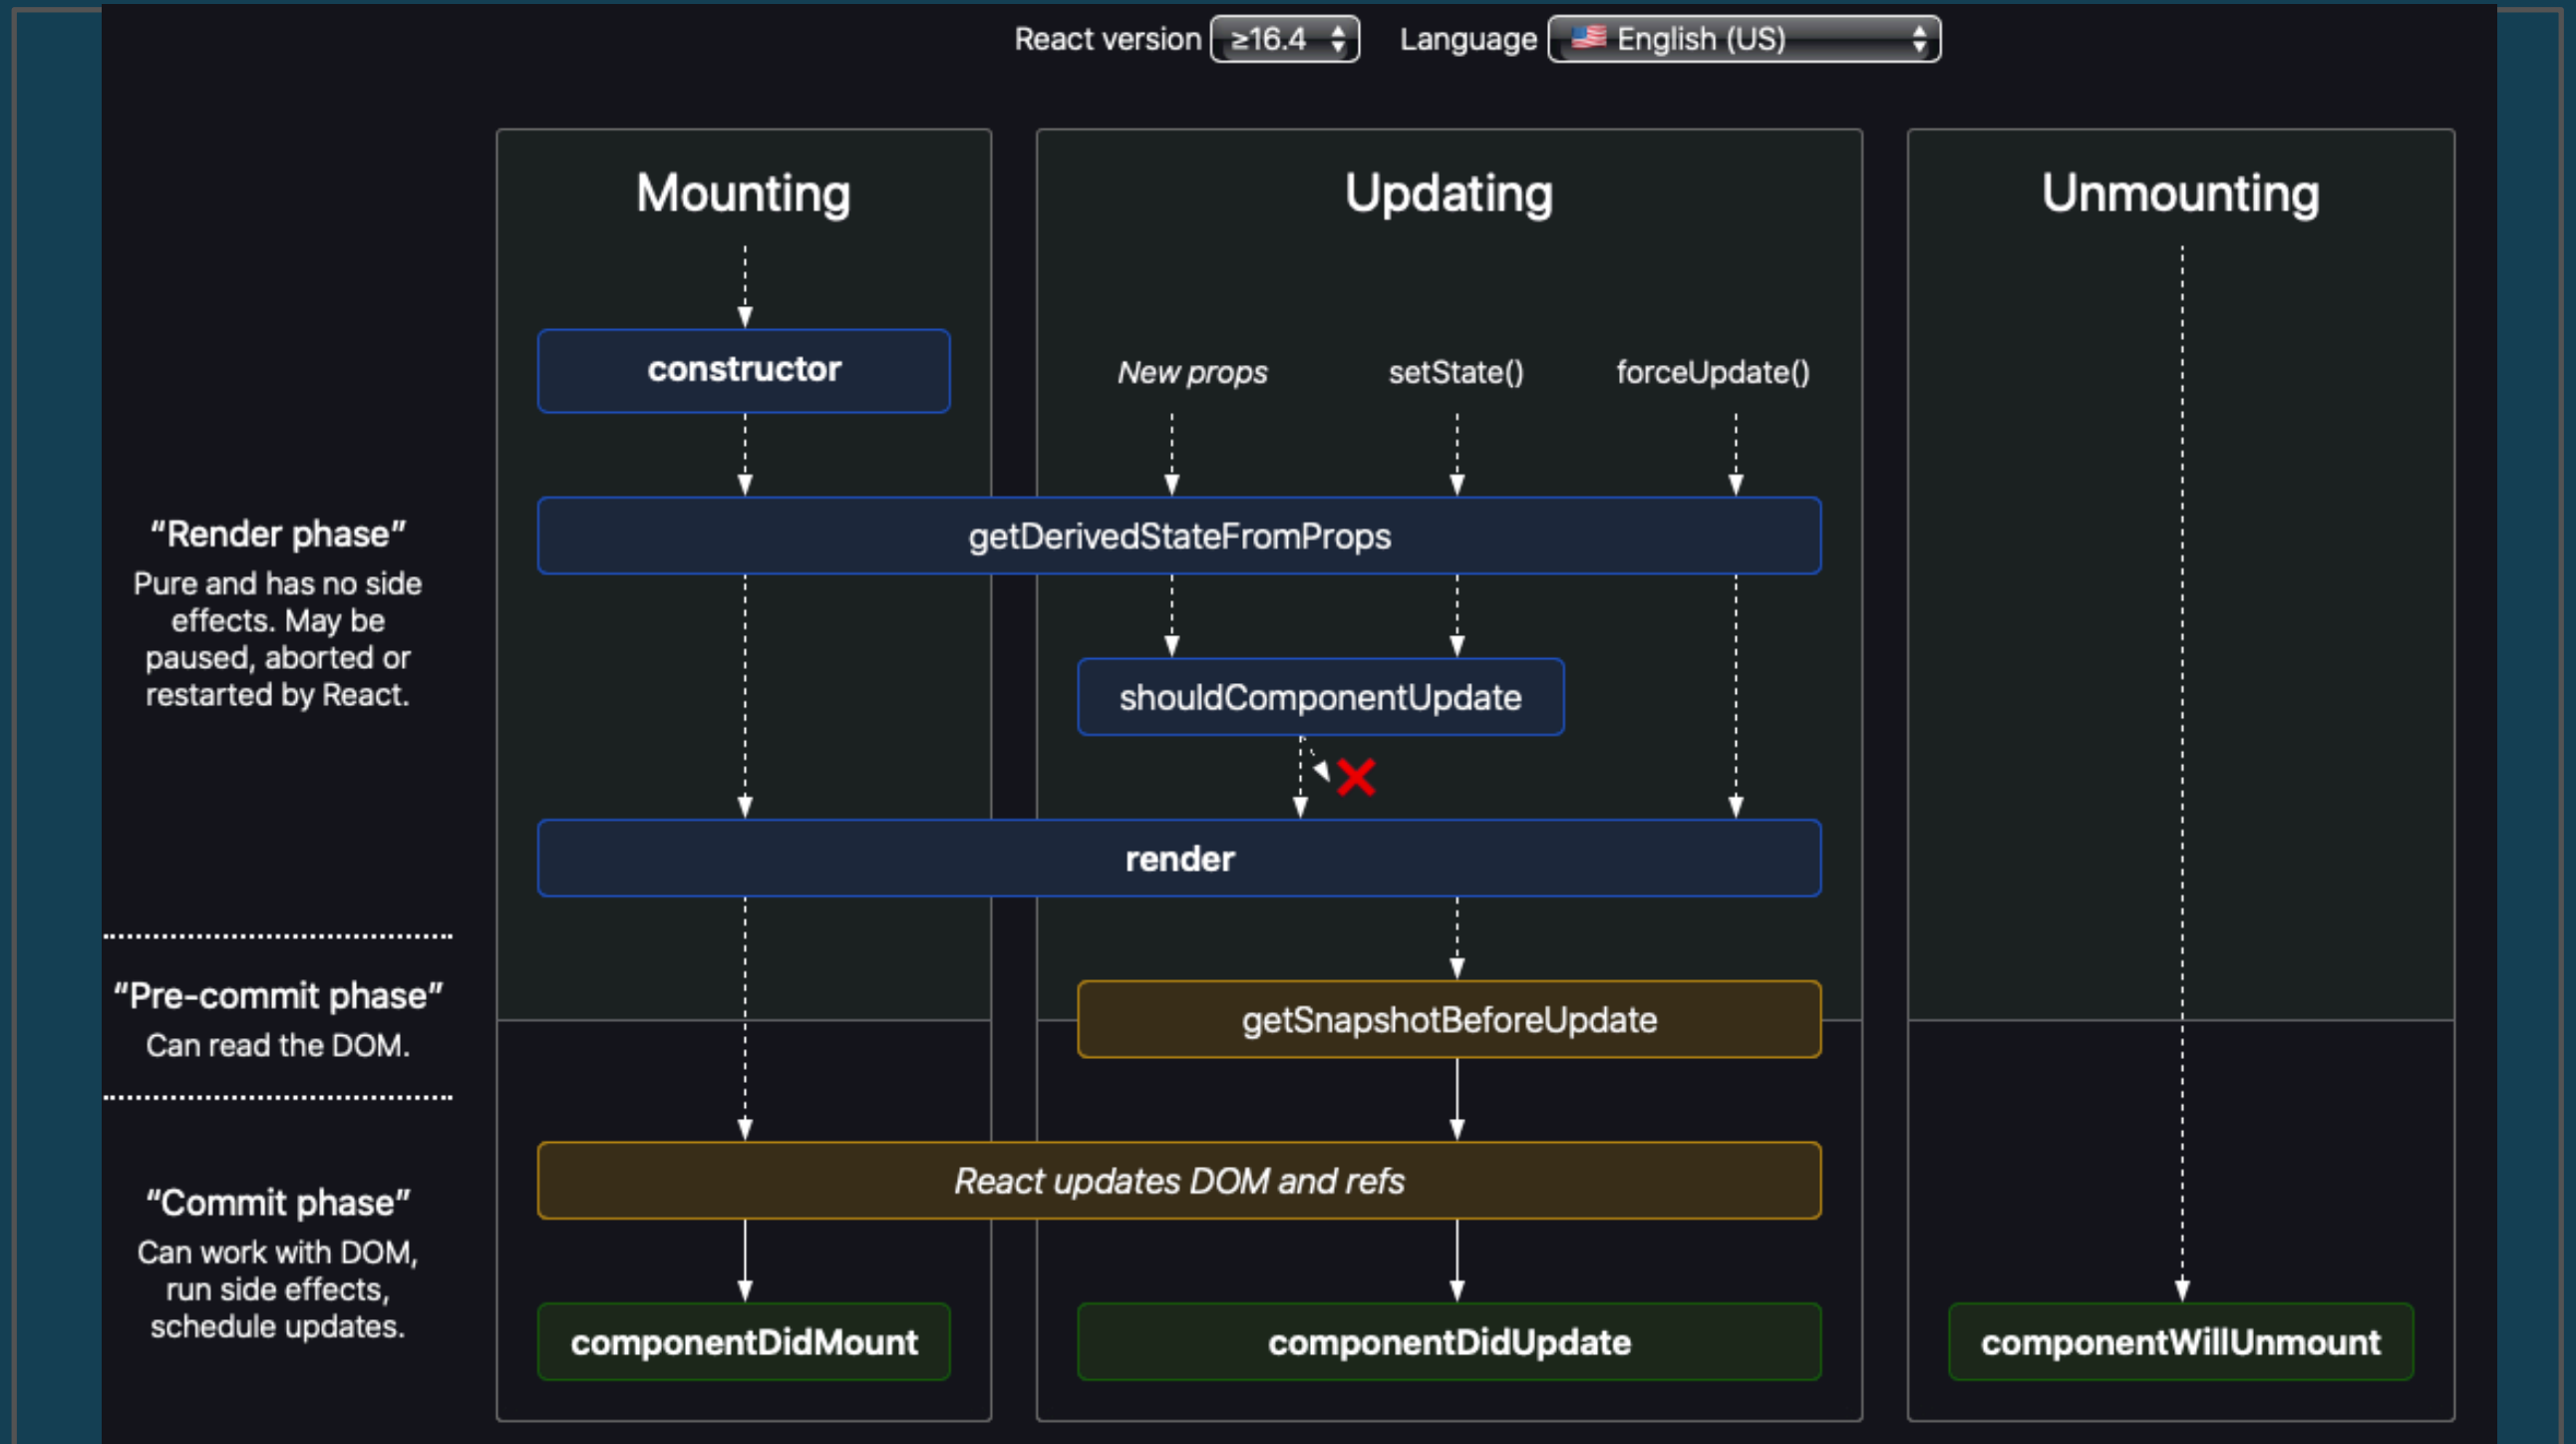 React version ≥16.4 Language English (US)
Mounting
Updating
Unmounting
constructor
New props
setState()
forceUpdate()
getDerivedStateFromProps
shouldComponentUpdate
render
getSnapshotBeforeUpdate
React updates DOM and refs
componentDidMount
componentDidUpdate
componentWillUnmount
“Render phase”
Pure and has no side
effects. May be
paused, aborted or
restarted by React.
“Pre-commit phase”
Can read the DOM.
“Commit phase”
Can work with DOM,
run side effects,
schedule updates.